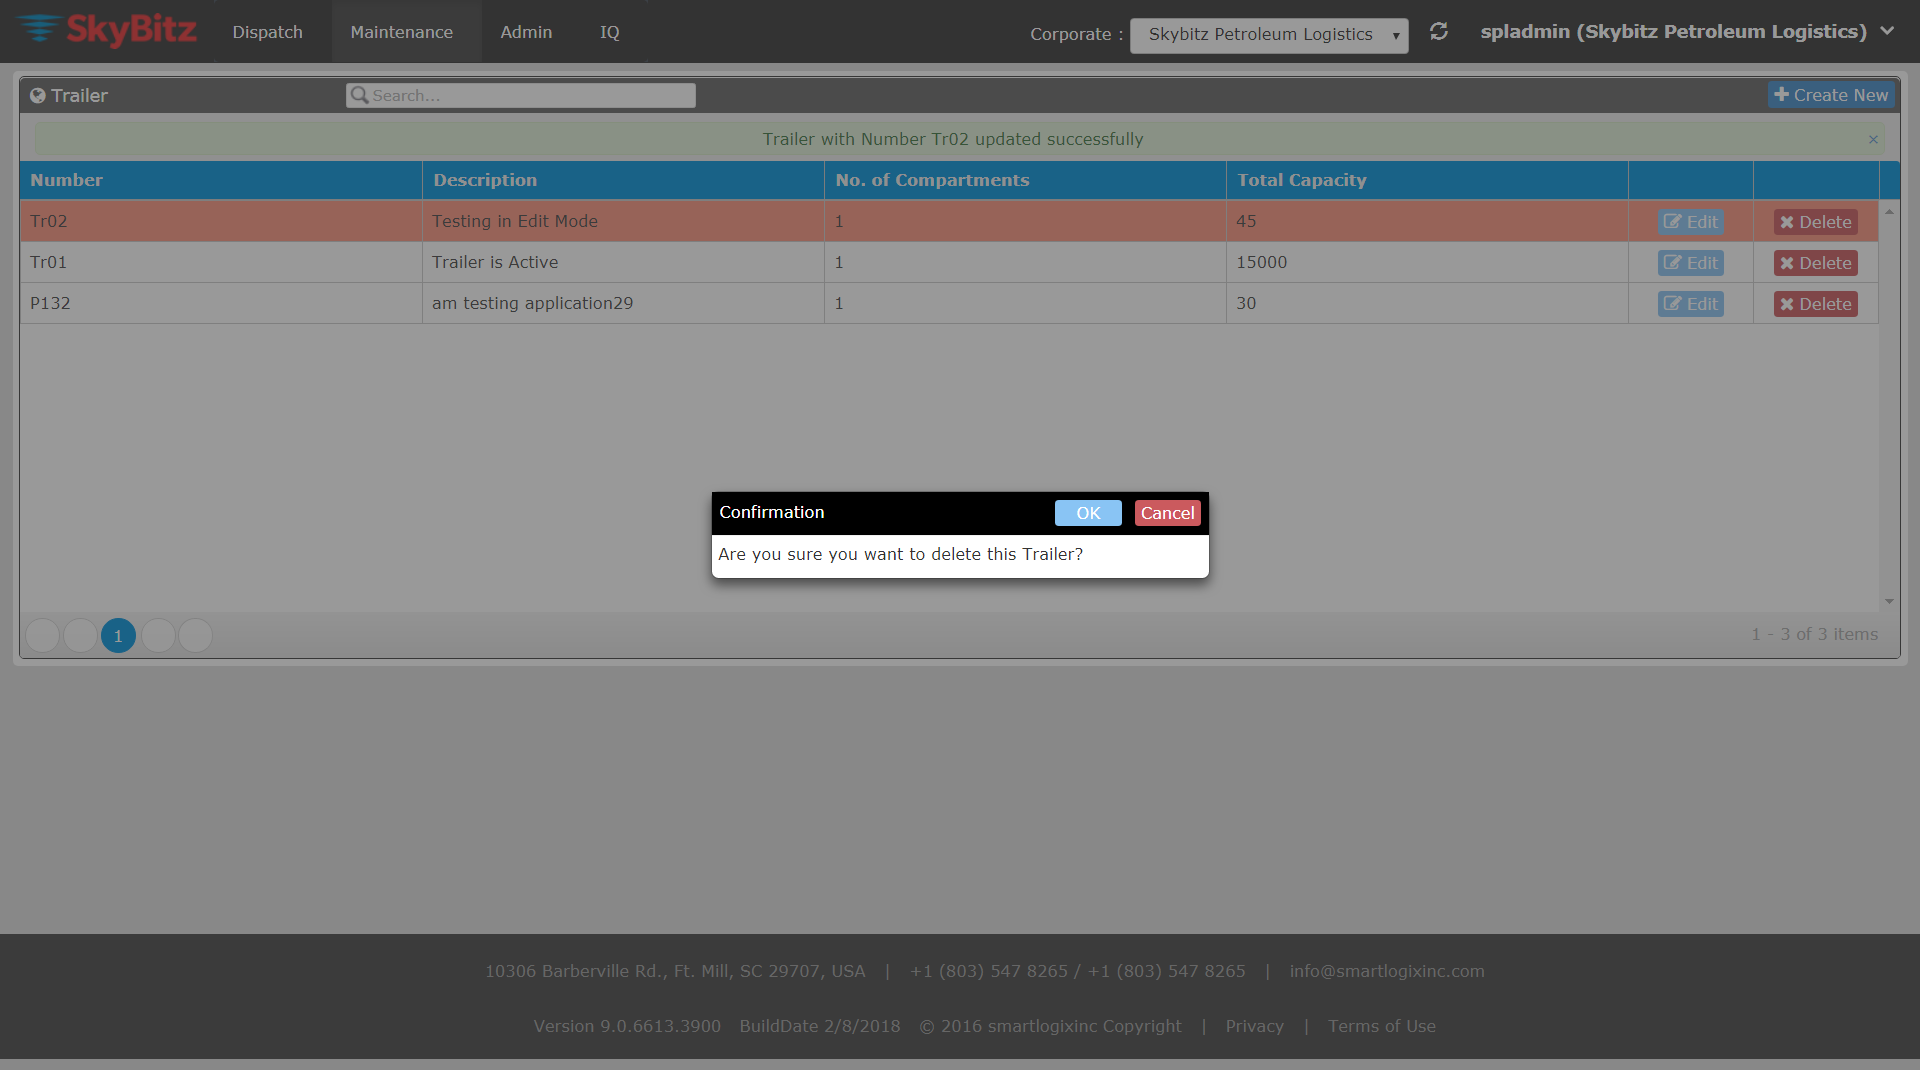 SkyBitz Dispatch Maintenance Admin IQ Corporate : Skybitz Petroleum Logistics spladmin (Skybitz Petroleum Logistics)
Trailer Search... Create New
Trailer with Number Tr02 updated successfully ×
Number Description No. of Compartments Total Capacity
Tr02 Testing in Edit Mode 1 45 Edit Delete
Tr01 Trailer is Active 1 15000 Edit Delete
P132 am testing application29 1 30 Edit Delete
Confirmation OK Cancel
Are you sure you want to delete this Trailer?
1 1 - 3 of 3 items
10306 Barberville Rd., Ft. Mill, SC 29707, USA | +1 (803) 547 8265 / +1 (803) 547 8265 | info@smartlogixinc.com
Version 9.0.6613.3900 BuildDate 2/8/2018 © 2016 smartlogixinc Copyright | Privacy | Terms of Use